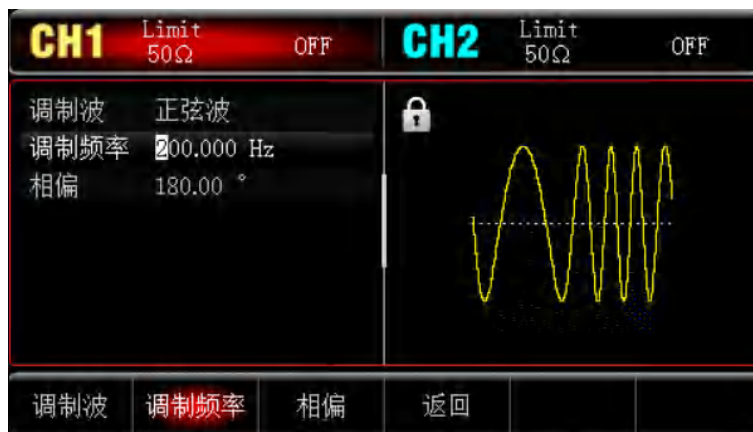 CH1 Limit 50Ω OFF
CH2 Limit 50Ω OFF
调制波 正弦波
调制频率 200.000 Hz
相偏 180.00 °
调制波 调制频率 相偏 返回